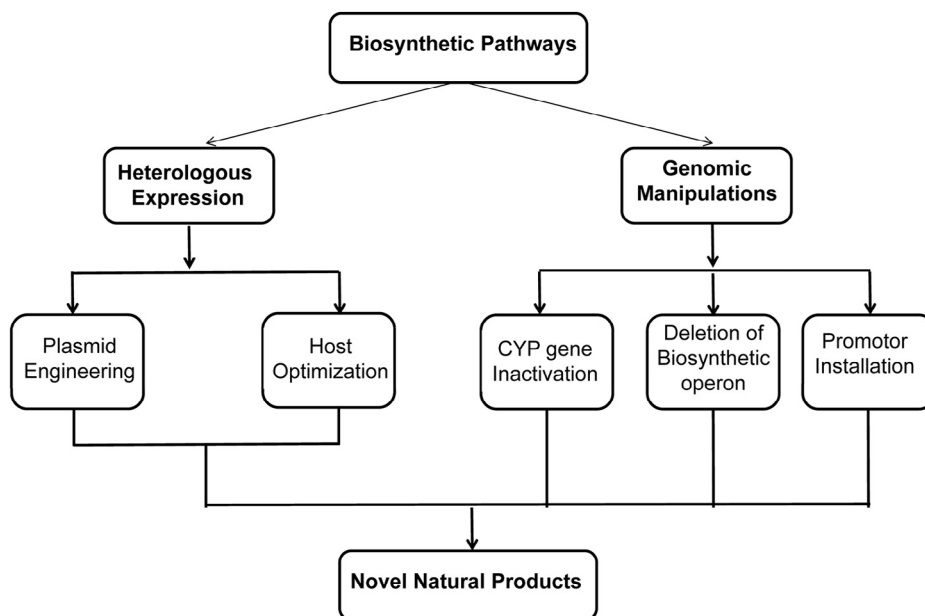 Biosynthetic Pathways
Heterologous
Expression
Genomic
Manipulations
Plasmid
Engineering
Host
Optimization
CYP gene
Inactivation
Deletion of
Biosynthetic
operon
Promotor
Installation
Novel Natural Products